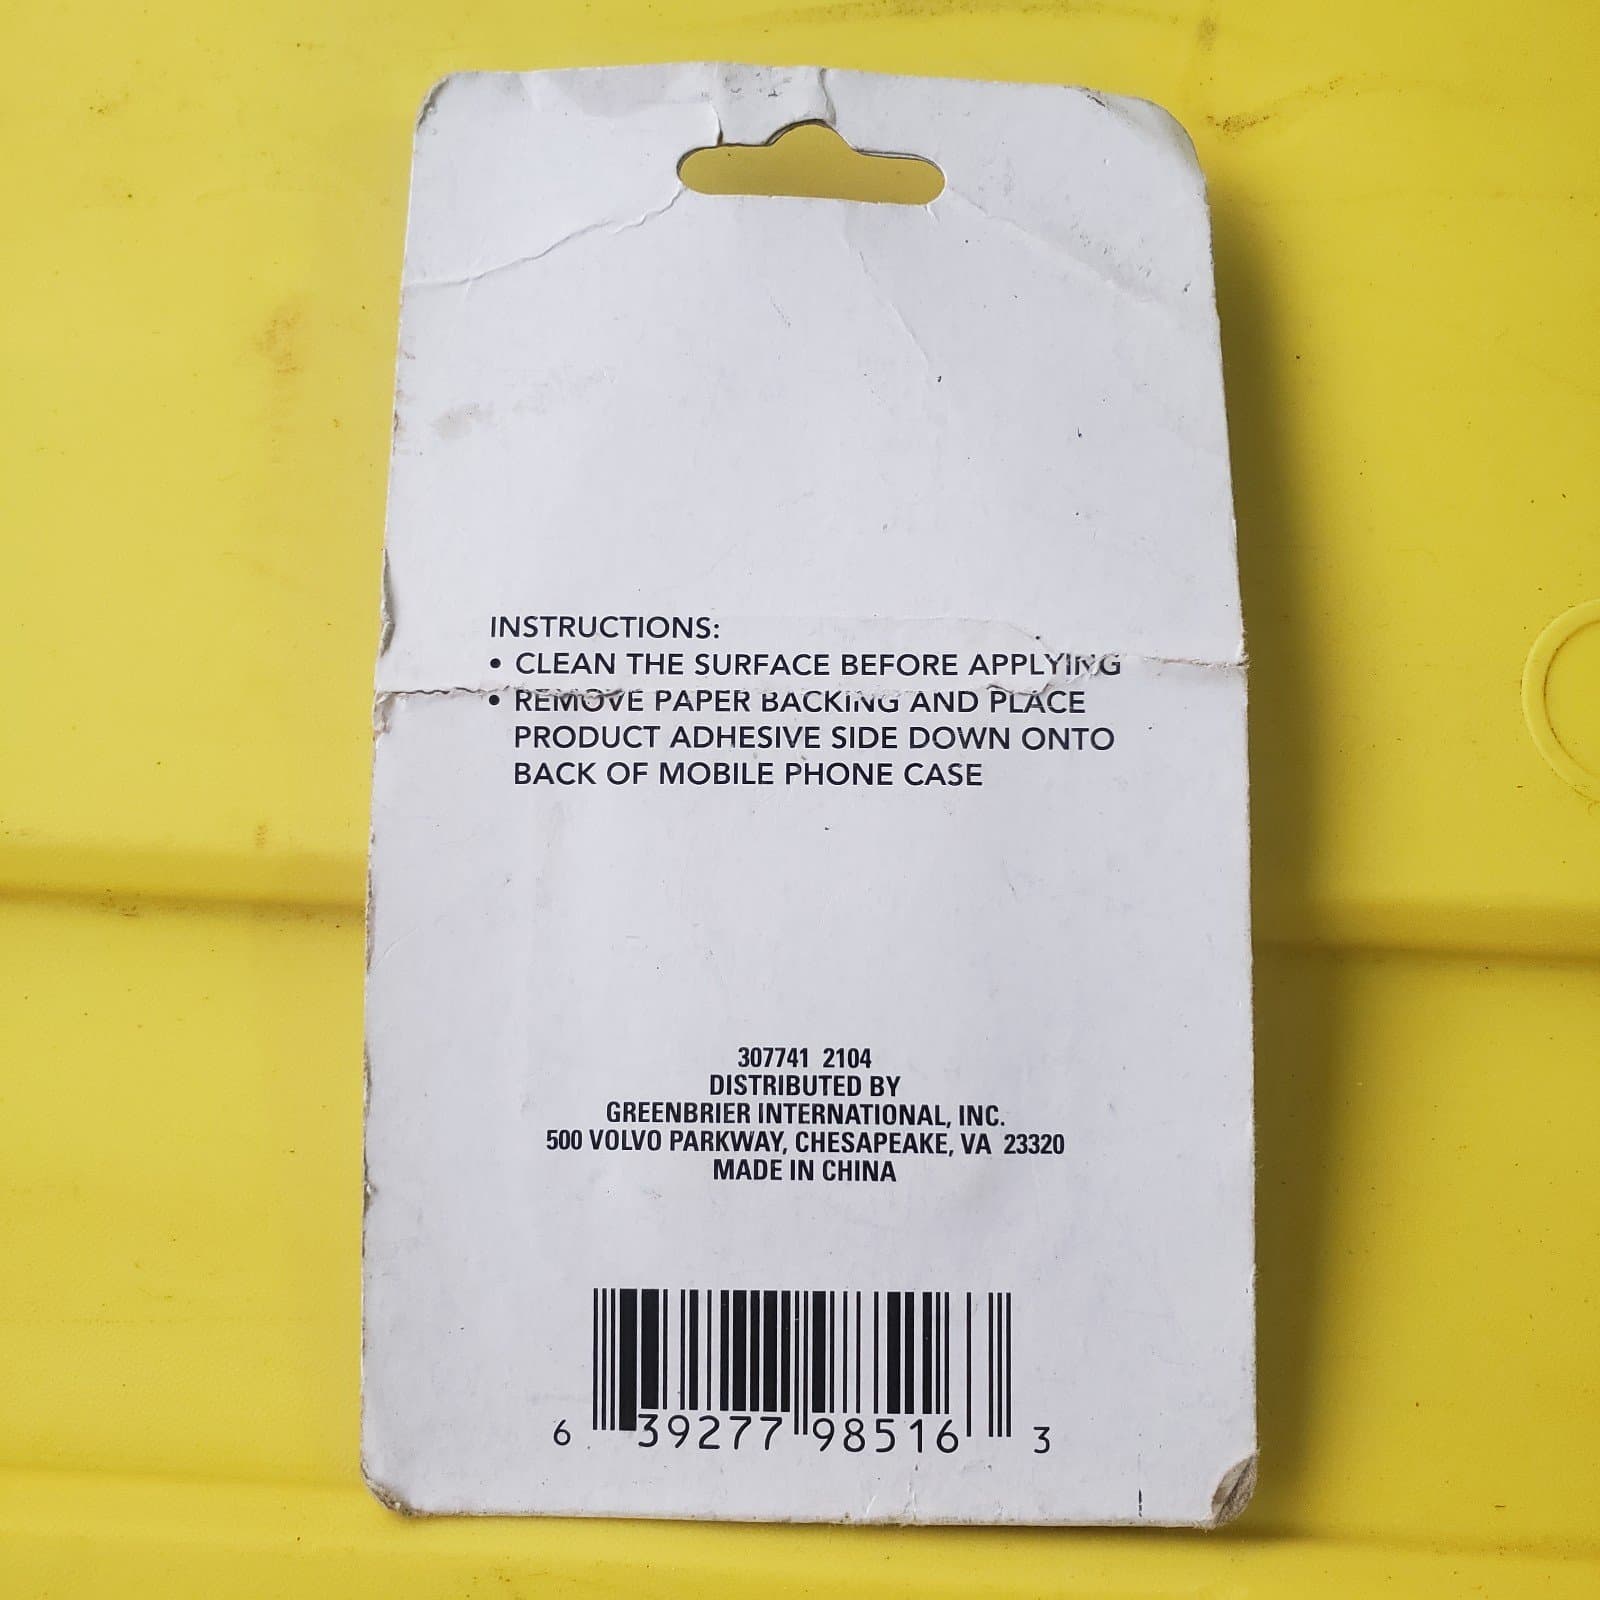 INSTRUCTIONS:
• CLEAN THE SURFACE BEFORE APPLYING
• REMOVE PAPER BACKING AND PLACE
PRODUCT ADHESIVE SIDE DOWN ONTO
BACK OF MOBILE PHONE CASE
307741 2104
DISTRIBUTED BY
GREENBRIER INTERNATIONAL, INC.
500 VOLVO PARKWAY, CHESAPEAKE, VA 23320
MADE IN CHINA
6 39277 98516 3